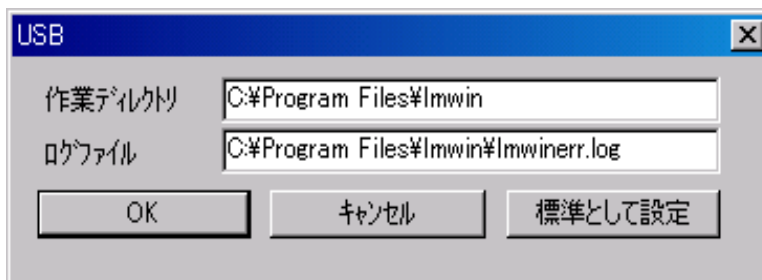 USB
作業ﾃﾞｨﾚｸﾄﾘ C:¥Program Files¥lmwin
ﾛｸﾞﾌｧｲﾙ C:¥Program Files¥lmwin¥lmwinerr.log
OK ｷｬﾝｾﾙ 標準として設定